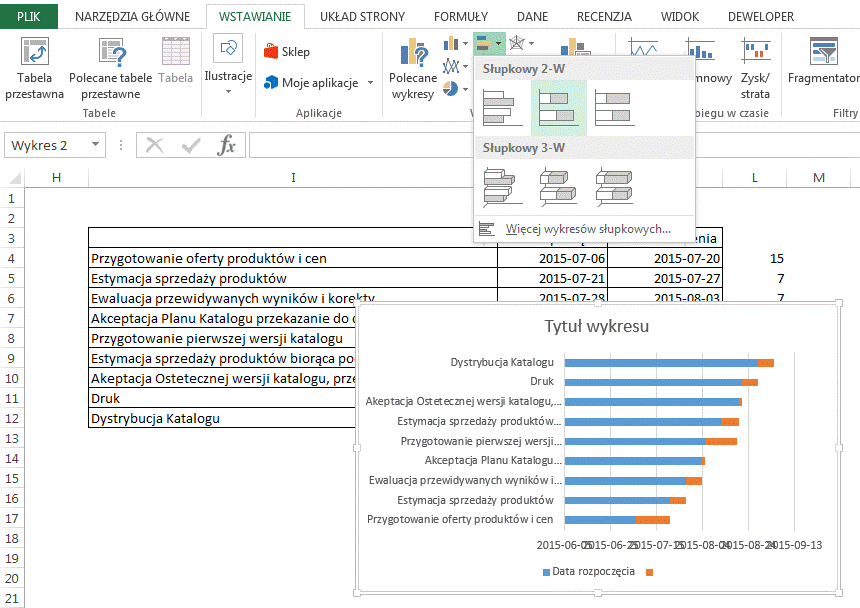 PLIK NARZĘDZIA GŁÓWNE WSTAWIANIE UKŁAD STRONY FORMUŁY DANE RECENZJA WIDOK DEWELOPER
Tabela przestawna
Polecane tabele przestawne
Tabela
Tabele
Ilustracje
Sklep
Moje aplikacje
Aplikacje
Polecane wykresy
Zysk/ strata
Fragmentator
Filtry
Słupkowy 2-W
Słupkowy 3-W
Więcej wykresów słupkowych...
Wykres 2
fx
H I L M
1
2
3
4 Przygotowanie oferty produktów i cen 2015-07-06 2015-07-20 15
5 Estymacja sprzedaży produktów 2015-07-21 2015-07-27 7
6 Ewaluacja przewidywanych wyników i korekty 2015-07-28 2015-08-03 7
7 Akceptacja Planu Katalogu przekazanie do
8 Przygotowanie pierwszej wersji katalogu
9 Estymacja sprzedaży produktów biorąca
10 Akeptacja Ostetecznej wersji katalogu,
11 Druk
12 Dystrybucja Katalogu
13
14
15
16
17
18
19
20
21
Tytuł wykresu
Dystrybucja Katalogu
Druk
Akeptacja Ostetecznej wersji katalogu,...
Estymacja sprzedaży produktów...
Przygotowanie pierwszej wersji...
Akceptacja Planu Katalogu...
Ewaluacja przewidywanych wyników i...
Estymacja sprzedaży produktów
Przygotowanie oferty produktów i cen
2015-06-05 2015-06-25 2015-07-15 2015-08-04 2015-08-24 2015-09-13
Data rozpoczęcia